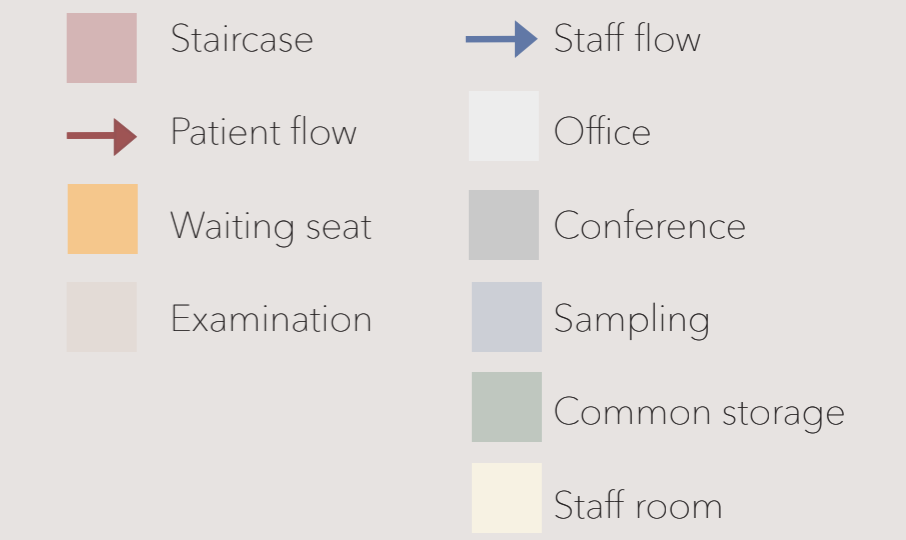 Staircase
Patient flow
Waiting seat
Examination
Staff flow
Office
Conference
Sampling
Common storage
Staff room